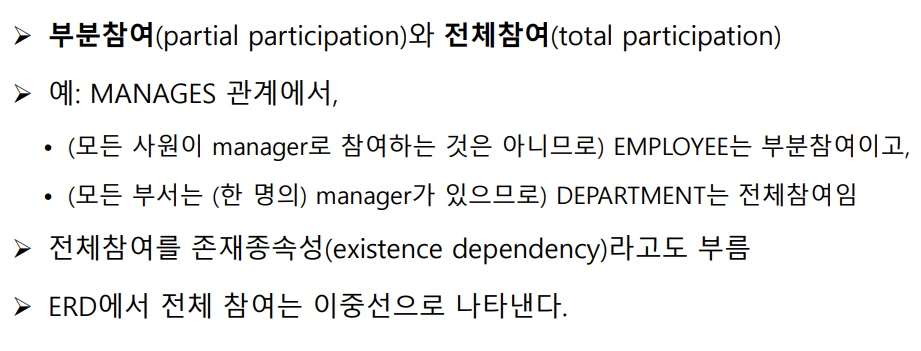 ➢ 부분참여(partial participation)와 전체참여(total participation)
➢ 예: MANAGES 관계에서,
• (모든 사원이 manager로 참여하는 것은 아니므로) EMPLOYEE는 부분참여이고,
• (모든 부서는 (한 명의) manager가 있으므로) DEPARTMENT는 전체참여임
➢ 전체참여를 존재종속성(existence dependency)라고도 부름
➢ ERD에서 전체 참여는 이중선으로 나타낸다.